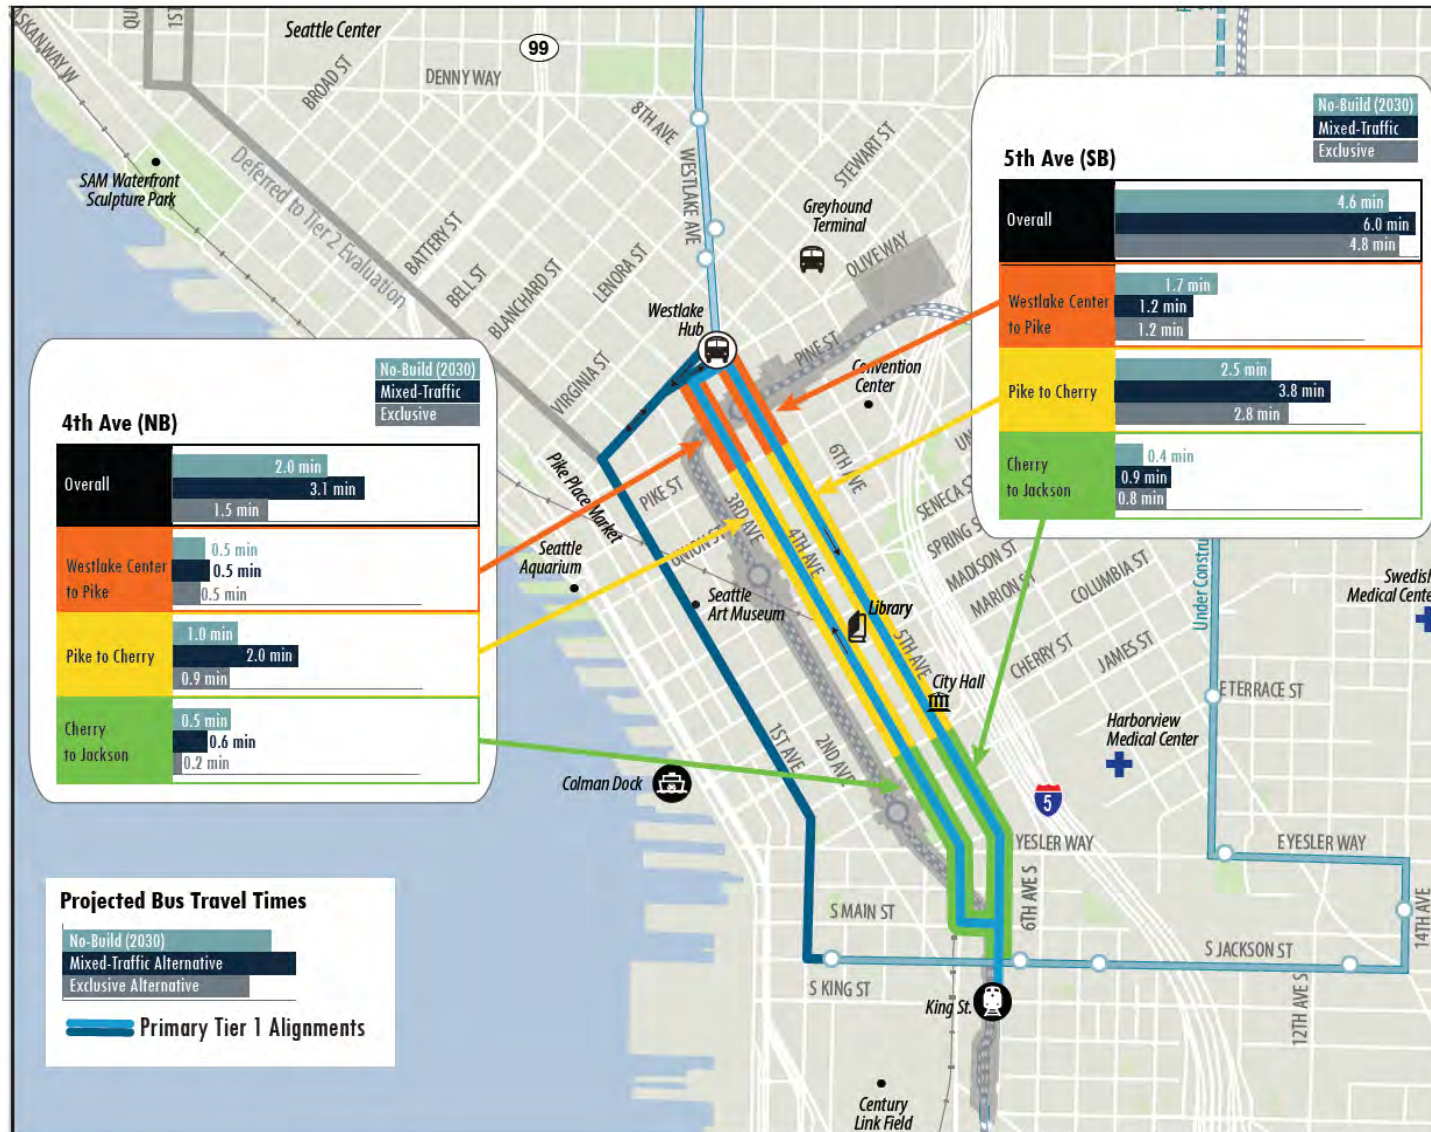 Seattle Center
99
BROAD ST
DENNY WAY
8TH AVE
WESTLAKE AVE
STEWART ST
SAM Waterfront
Sculpture Park
Deferred to Tier 2 Evaluation
BATTERY ST
BELL ST
BLANCHARD ST
LENORA ST
VIRGINIA ST
Greyhound
Terminal
OLIVE WAY
Westlake
Hub
PINE ST
Convention
Center
No-Build (2030)
Mixed-Traffic
Exclusive
5th Ave (SB)
Overall
4.6 min
6.0 min
4.8 min
Westlake Center
to Pike
1.7 min
1.2 min
1.2 min
Pike to Cherry
2.5 min
3.8 min
2.8 min
Cherry
to Jackson
0.4 min
0.9 min
0.8 min
No-Build (2030)
Mixed-Traffic
Exclusive
4th Ave (NB)
Overall
2.0 min
3.1 min
1.5 min
Westlake Center
to Pike
0.5 min
0.5 min
0.5 min
Pike to Cherry
1.0 min
2.0 min
0.9 min
Cherry
to Jackson
0.5 min
0.6 min
0.2 min
Pike Place Market
PIKE ST
UNION ST
3RD AVE
4TH AVE
5TH AVE
6TH AVE
SENECA ST
SPRING S
MADISON ST
MARION ST
COLUMBIA ST
CHERRY ST
JAMES ST
Seattle
Aquarium
Seattle
Art Museum
Library
City Hall
Under Constru
Swedish
Medical Cente
E TERRACE ST
Harborview
Medical Center
1ST AVE
2ND AVE
Colman Dock
5
YESLER WAY
E YESLER WAY
6TH AVE S
S MAIN ST
S JACKSON ST
14TH AVE
S KING ST
12TH AVE S
King St.
Century
Link Field
Projected Bus Travel Times
No-Build (2030)
Mixed-Traffic Alternative
Exclusive Alternative
Primary Tier 1 Alignments